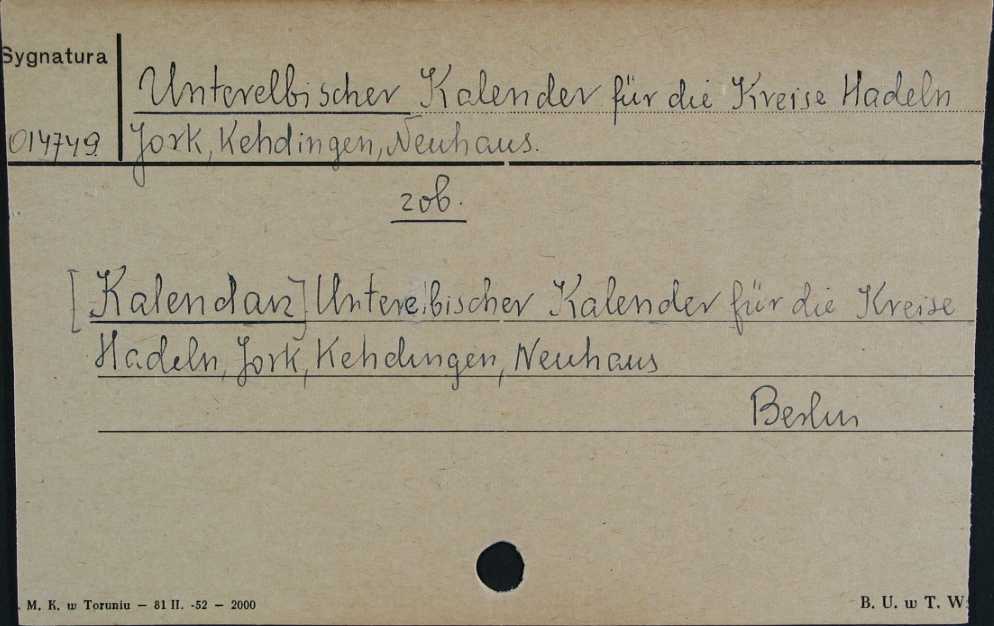 Sygnatura
Unterelbischer Kalender für die Kreise Hadeln
014749. Jork, Kehdingen, Neuhaus.
zob.
[Kalendarz] Unterelbischer Kalender für die Kreise
Hadeln, Jork, Kehdingen, Neuhaus
Berlin
. M. K. w Toruniu — 81 II. -52 — 2000
B. U. w T. W.